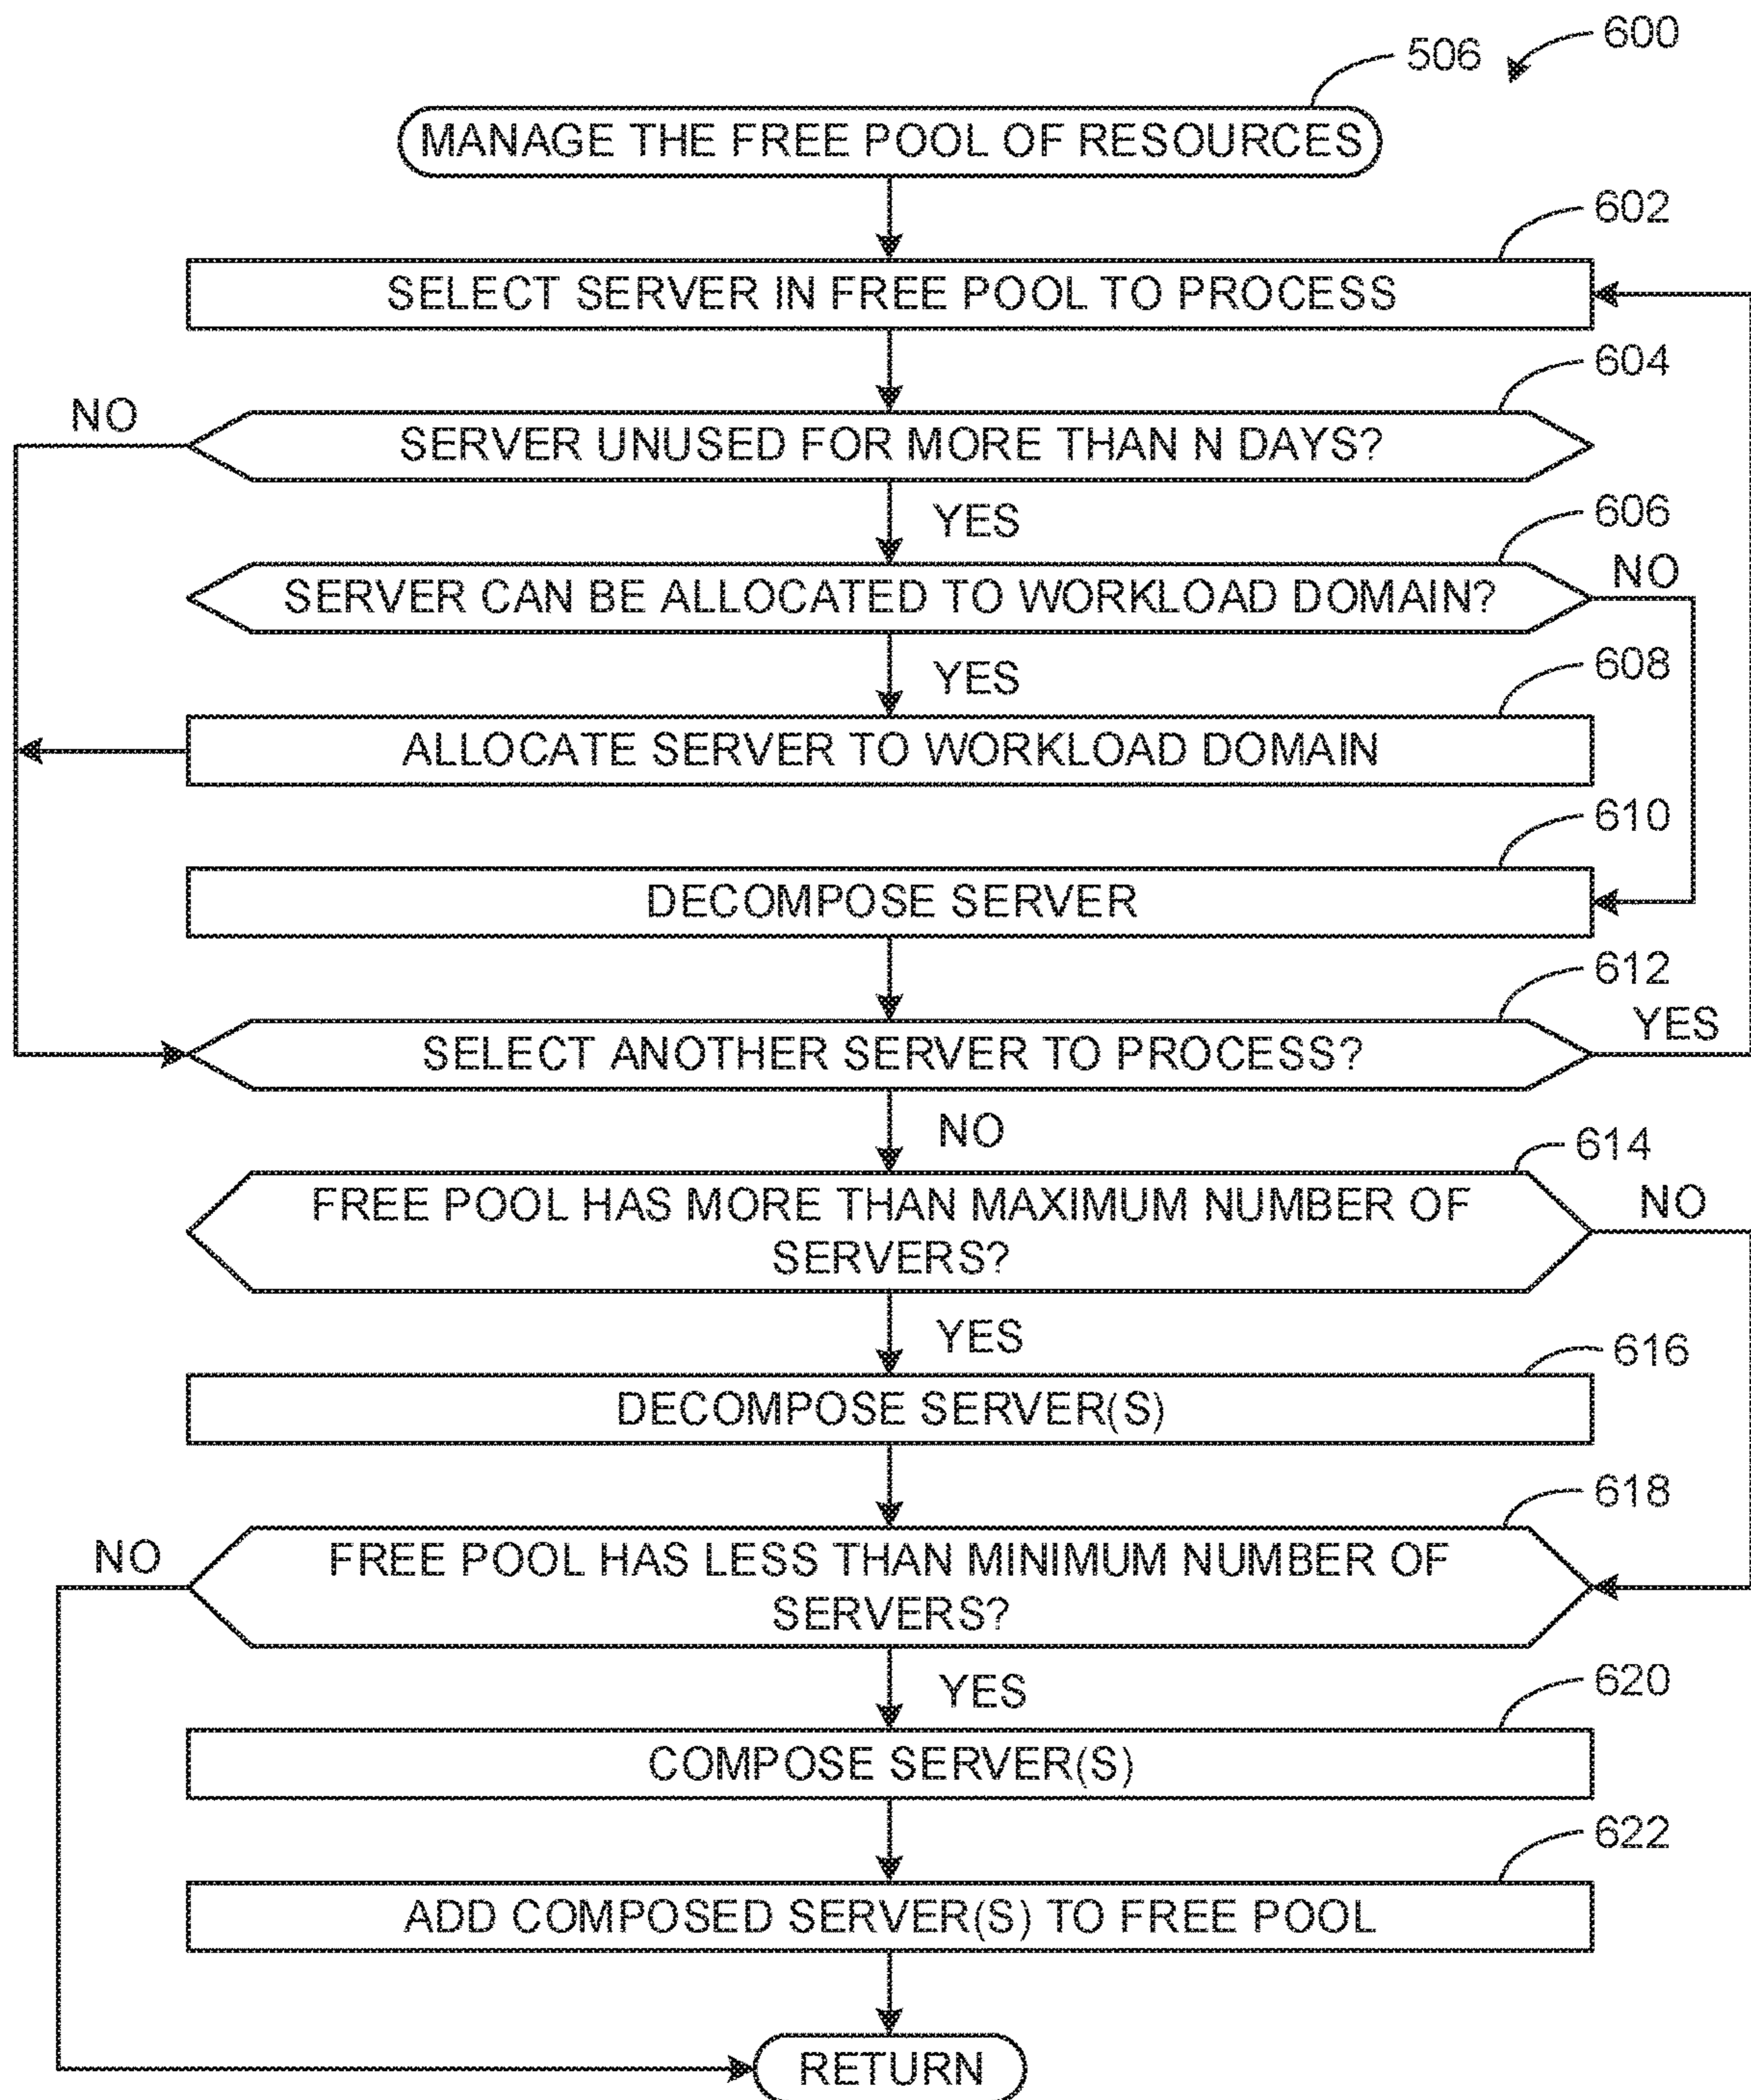 600
506
MANAGE THE FREE POOL OF RESOURCES
602
SELECT SERVER IN FREE POOL TO PROCESS
604
NO
SERVER UNUSED FOR MORE THAN N DAYS?
YES
606
NO
SERVER CAN BE ALLOCATED TO WORKLOAD DOMAIN?
YES
608
ALLOCATE SERVER TO WORKLOAD DOMAIN
610
DECOMPOSE SERVER
612
YES
SELECT ANOTHER SERVER TO PROCESS?
NO
614
NO
FREE POOL HAS MORE THAN MAXIMUM NUMBER OF
SERVERS?
YES
616
DECOMPOSE SERVER(S)
618
NO
FREE POOL HAS LESS THAN MINIMUM NUMBER OF
SERVERS?
YES
620
COMPOSE SERVER(S)
622
ADD COMPOSED SERVER(S) TO FREE POOL
RETURN